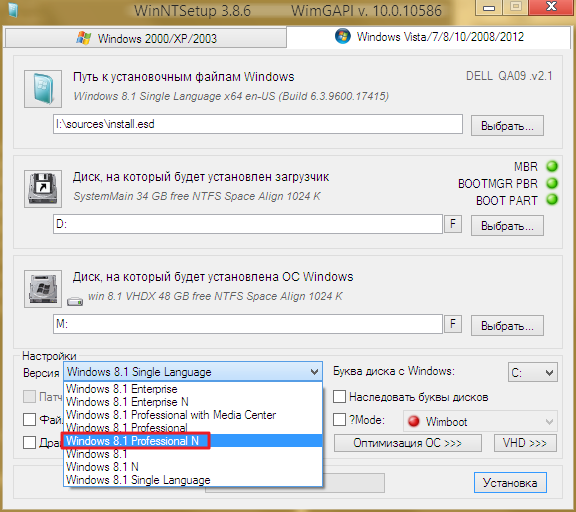 WinNTSetup 3.8.6 WimGAPI v. 10.0.10586
Windows 2000/XP/2003
Windows Vista/7/8/10/2008/2012
Путь к установочным файлам Windows
DELL QA09 .v2.1
Windows 8.1 Single Language x64 en-US (Build 6.3.9600.17415)
I:\sources\install.esd
Выбрать...
Диск, на который будет установлен загрузчик
SystemMain 34 GB free NTFS Space Align 1024 K
MBR
BOOTMGR PBR
BOOT PART
D:
F
Выбрать...
Диск, на который будет установлена ОС Windows
win 8.1 VHDX 48 GB free NTFS Space Align 1024 K
M:
F
Выбрать...
Настройки
Версия
Windows 8.1 Single Language
Буква диска с Windows:
C:
Windows 8.1 Enterprise
Windows 8.1 Enterprise N
Windows 8.1 Professional with Media Center
Windows 8.1 Professional
Windows 8.1 Professional N
Windows 8.1
Windows 8.1 N
Windows 8.1 Single Language
Патч
Наследовать буквы дисков
?Mode:
Wimboot
Оптимизация ОС >>>
VHD >>>
Установка